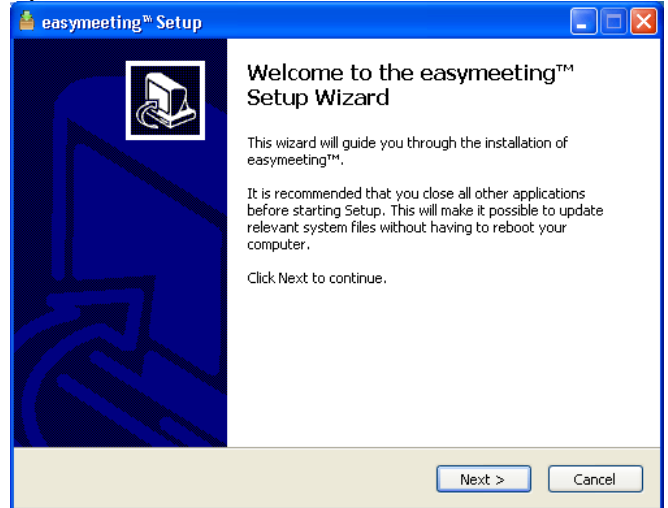 easymeeting™ Setup
Welcome to the easymeeting™
Setup Wizard
This wizard will guide you through the installation of
easymeeting™.
It is recommended that you close all other applications
before starting Setup. This will make it possible to update
relevant system files without having to reboot your
computer.
Click Next to continue.
Next >
Cancel